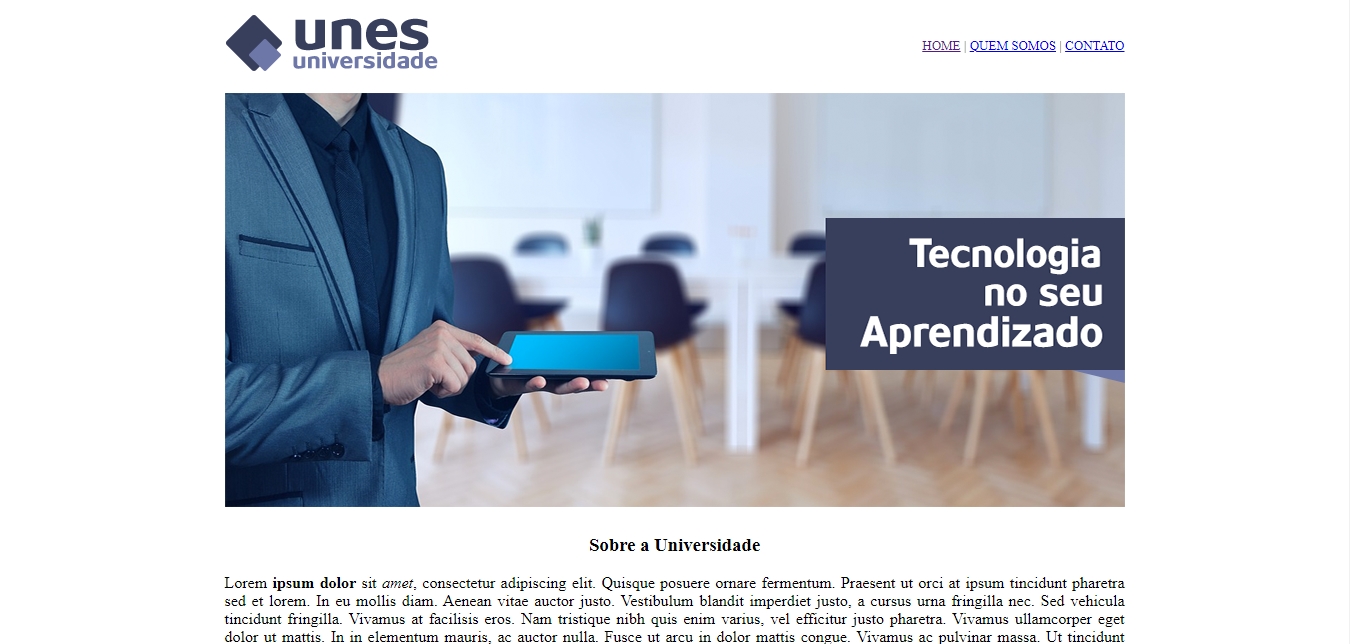 unes
universidade
HOME | QUEM SOMOS | CONTATO
Tecnologia
no seu
Aprendizado
Sobre a Universidade
Lorem ipsum dolor sit amet, consectetur adipiscing elit. Quisque posuere ornare fermentum. Praesent ut orci at ipsum tincidunt pharetra
sed et lorem. In eu mollis diam. Aenean vitae auctor justo. Vestibulum blandit imperdiet justo, a cursus urna fringilla nec. Sed vehicula
tincidunt fringilla. Vivamus at facilisis eros. Nam tristique nibh quis enim varius, vel efficitur justo pharetra. Vivamus ullamcorper eget
dolor ut mattis. In in elementum mauris, ac auctor nulla. Fusce ut arcu in dolor mattis congue. Vivamus ac pulvinar massa. Ut tincidunt